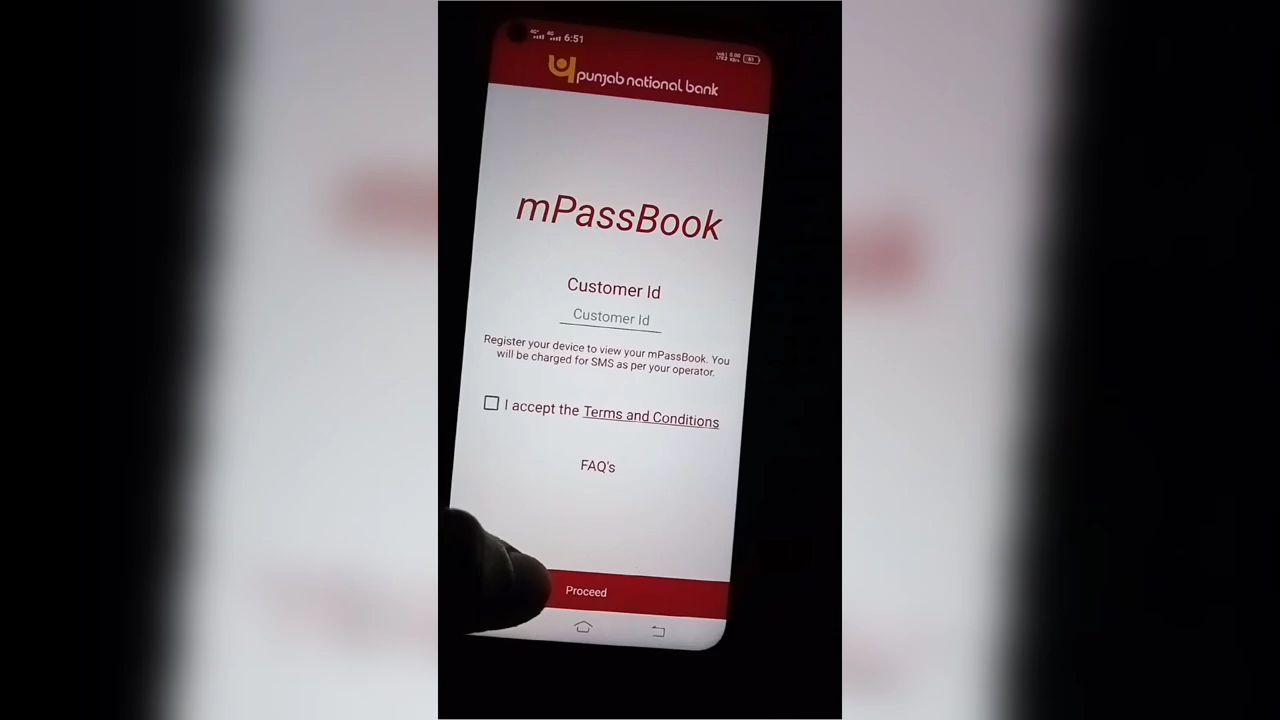 6:51
punjab national bank
mPassBook
Customer Id
Customer Id
Register your device to view your mPassBook. You
will be charged for SMS as per your operator.
I accept the Terms and Conditions
FAQ's
Proceed